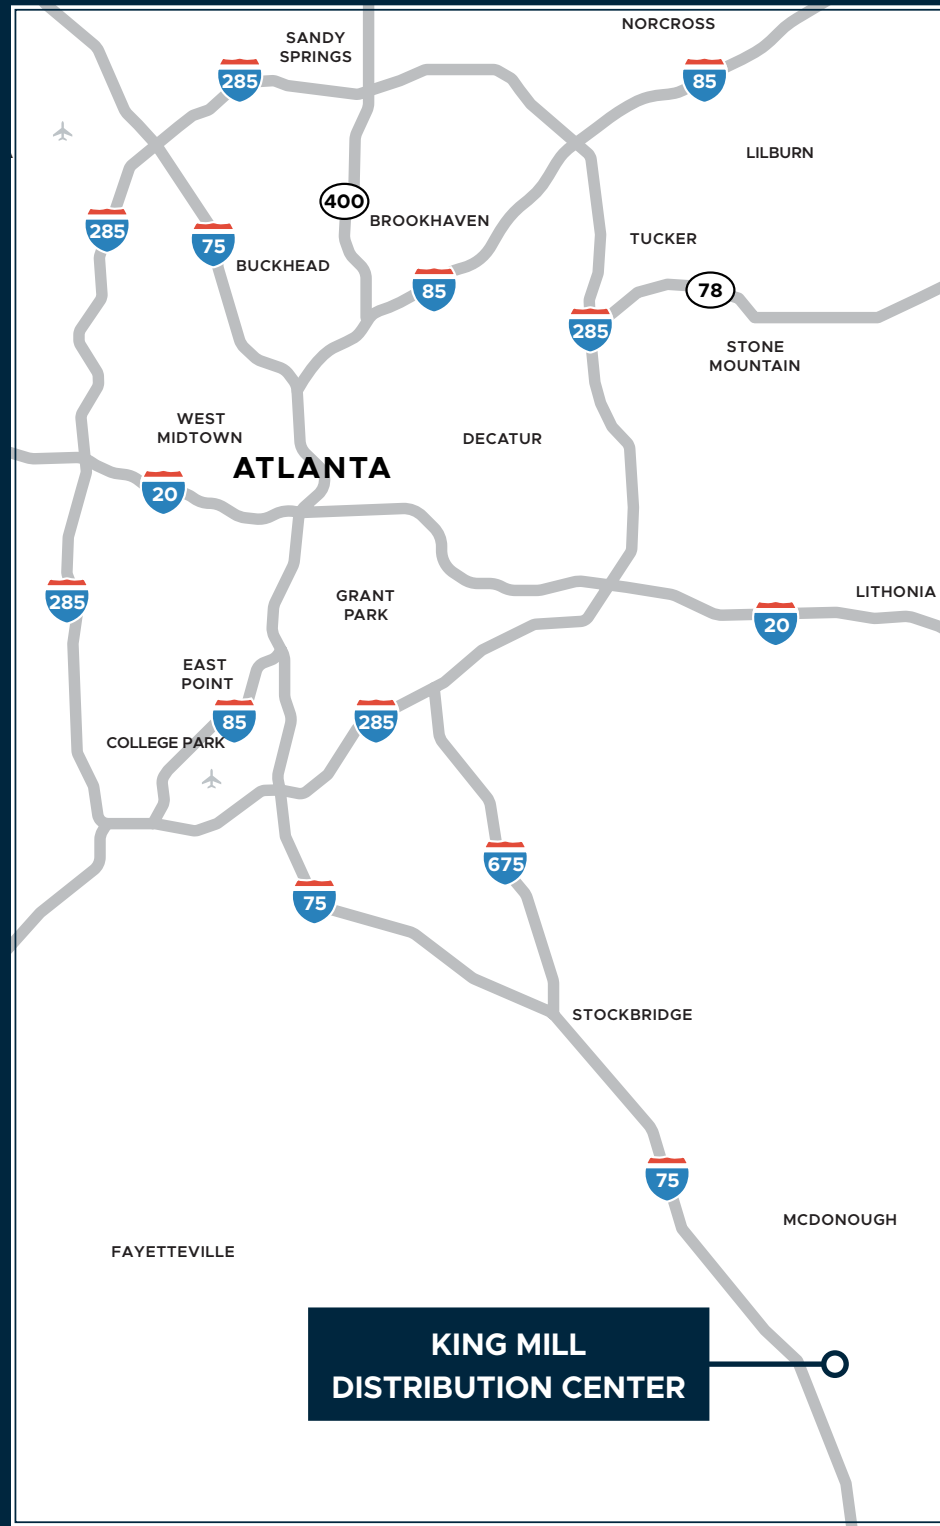 NORCROSS
SANDY
SPRINGS
285
85
LILBURN
400
BROOKHAVEN
285
75
TUCKER
BUCKHEAD
85
78
285
STONE
MOUNTAIN
WEST
MIDTOWN
DECATUR
ATLANTA
20
285
GRANT
PARK
LITHONIA
20
EAST
POINT
85
285
COLLEGE PARK
675
75
STOCKBRIDGE
75
MCDONOUGH
FAYETTEVILLE
KING MILL
DISTRIBUTION CENTER